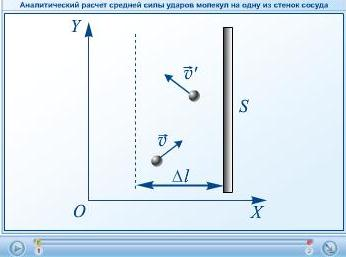 Аналитический расчет средней силы ударов молекул на одну из стенок сосуда
Y
v⃗'
S
v⃗
Δl
O
X